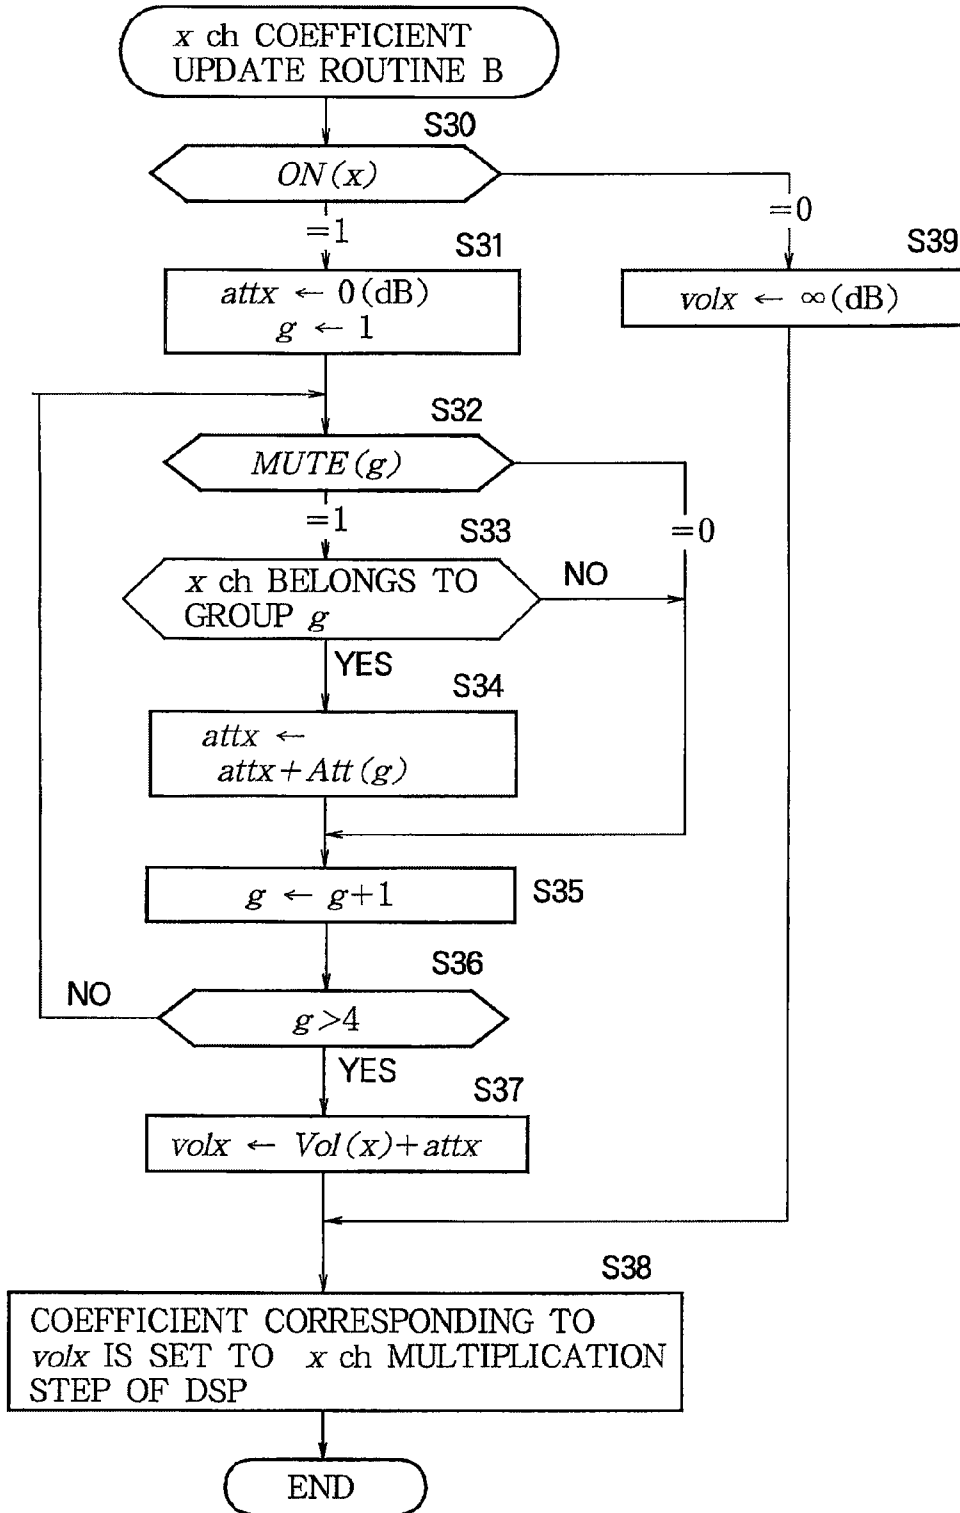 x ch COEFFICIENT
UPDATE ROUTINE B
S30
ON(x)
=1
=0
S31
attx ← 0(dB)
g ← 1
S39
volx ← ∞(dB)
S32
MUTE(g)
=1
=0
S33
x ch BELONGS TO
GROUP g
NO
YES
S34
attx ←
attx+Att(g)
g ← g+1
S35
S36
g>4
NO
YES
S37
volx ← Vol(x)+attx
S38
COEFFICIENT CORRESPONDING TO
volx IS SET TO x ch MULTIPLICATION
STEP OF DSP
END